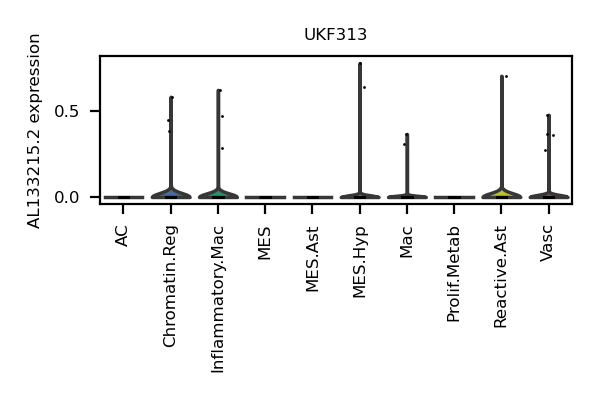 UKF313
AL133215.2 expression
0.5
0.0
AC
Chromatin.Reg
Inflammatory.Mac
MES
MES.Ast
MES.Hyp
Mac
Prolif.Metab
Reactive.Ast
Vasc